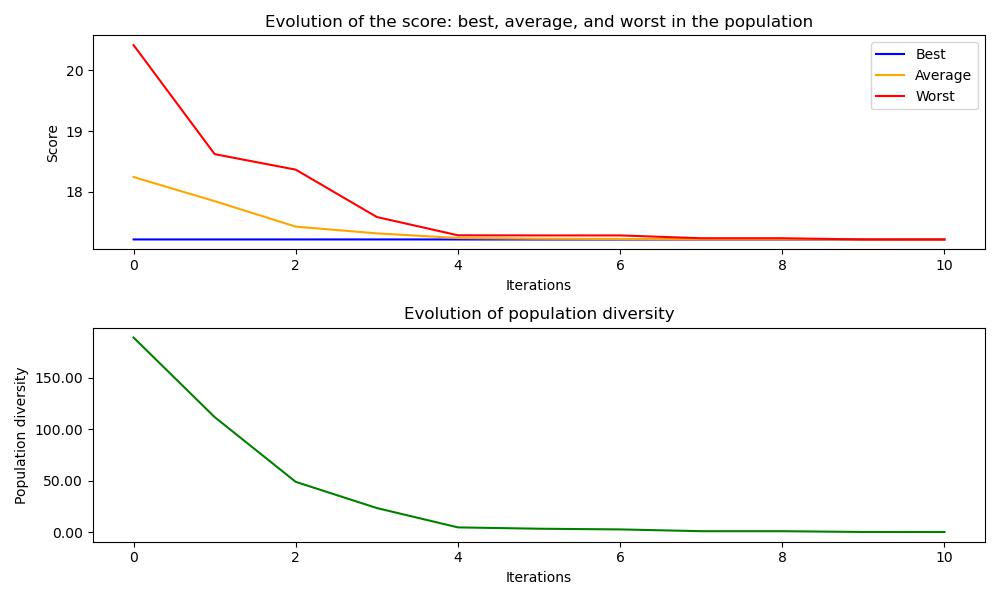 Evolution of the score: best, average, and worst in the population
20
19
18
Score
Best
Average
Worst
0 2 4 6 8 10
Iterations
Evolution of population diversity
150.00
100.00
50.00
0.00
Population diversity
0 2 4 6 8 10
Iterations